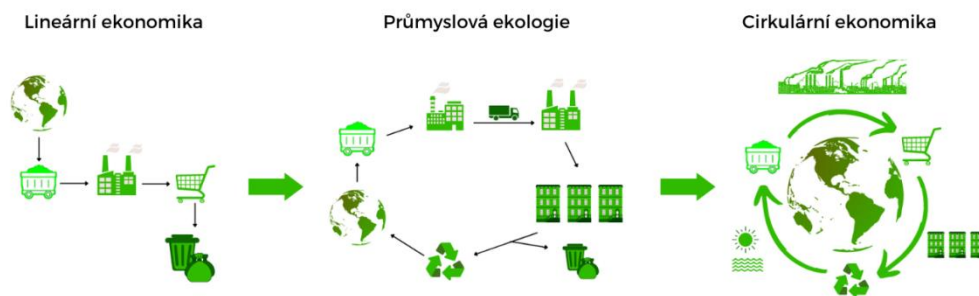 Lineární ekonomika
Průmyslová ekologie
Cirkulární ekonomika